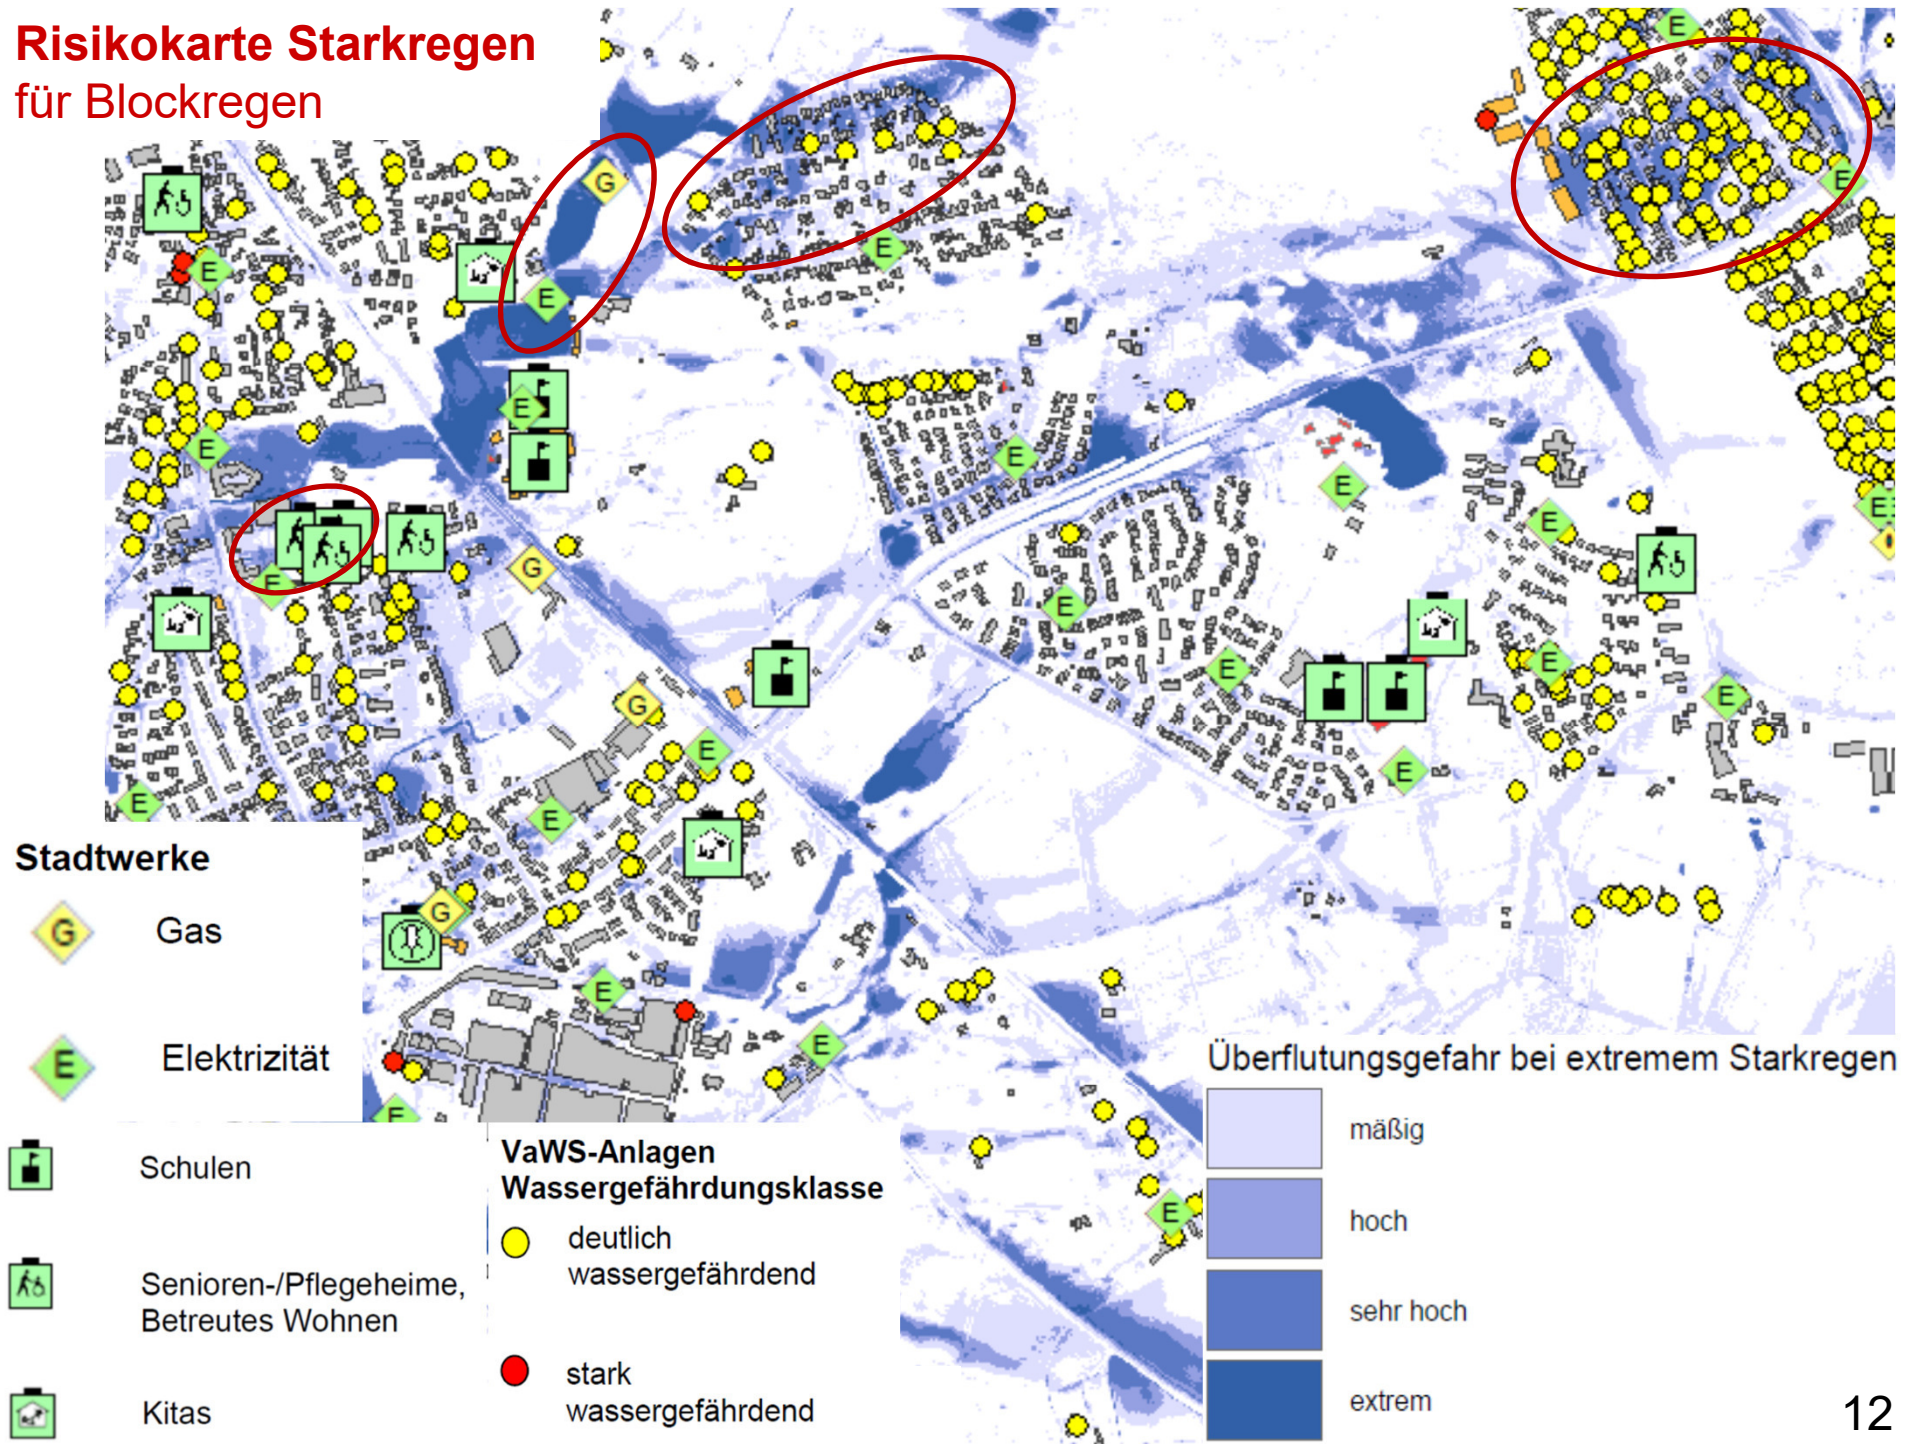 Risikokarte Starkregen
für Blockregen
G
E
E
E
E
E
E
E
E
E
E
E
E
E
G
E
G
E
E
E
E
E
E
E
E
E
G
E
E
E
E
Stadtwerke
G Gas
E Elektrizität
Schulen
Senioren-/Pflegeheime,
Betreutes Wohnen
Kitas
VaWS-Anlagen
Wassergefährdungsklasse
deutlich
wassergefährdend
stark
wassergefährdend
Überflutungsgefahr bei extremem Starkregen
mäßig
hoch
sehr hoch
extrem
12